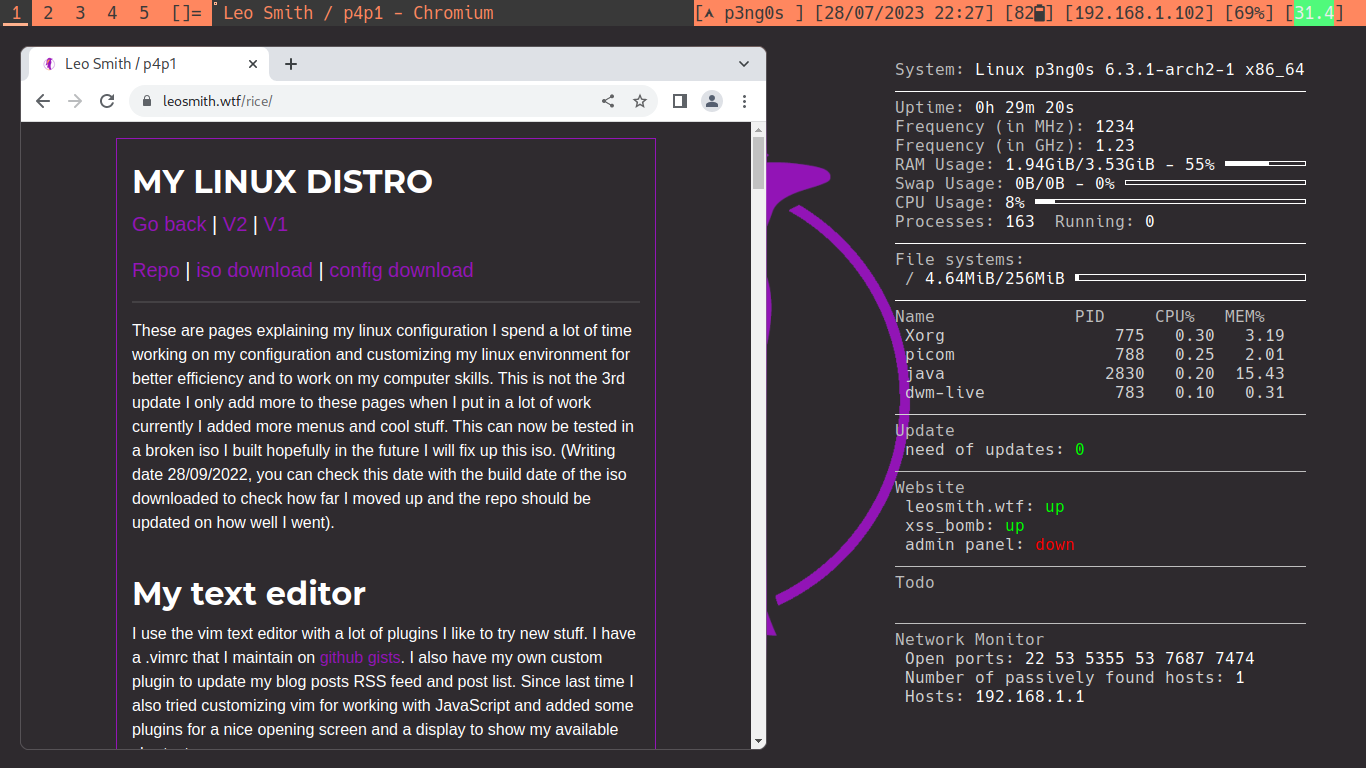 1 2 3 4 5 []= Leo Smith / p4p1 - Chromium
[ p3ng0s ] [28/07/2023 22:27] [82] [192.168.1.102] [69%] [31.4]
Leo Smith / p4p1
leosmith.wtf/rice/
MY LINUX DISTRO
Go back | V2 | V1
Repo | iso download | config download
These are pages explaining my linux configuration I spend a lot of time
working on my configuration and customizing my linux environment for
better efficiency and to work on my computer skills. This is not the 3rd
update I only add more to these pages when I put in a lot of work
currently I added more menus and cool stuff. This can now be tested in
a broken iso I built hopefully in the future I will fix up this iso. (Writing
date 28/09/2022, you can check this date with the build date of the iso
downloaded to check how far I moved up and the repo should be
updated on how well I went).
My text editor
I use the vim text editor with a lot of plugins I like to try new stuff. I have
a .vimrc that I maintain on github gists. I also have my own custom
plugin to update my blog posts RSS feed and post list. Since last time I
also tried customizing vim for working with JavaScript and added some
plugins for a nice opening screen and a display to show my available
System: Linux p3ng0s 6.3.1-arch2-1 x86_64
Uptime: 0h 29m 20s
Frequency (in MHz): 1234
Frequency (in GHz): 1.23
RAM Usage: 1.94GiB/3.53GiB - 55%
Swap Usage: 0B/0B - 0%
CPU Usage: 8%
Processes: 163 Running: 0
File systems:
/ 4.64MiB/256MiB
Name PID CPU% MEM%
Xorg 775 0.30 3.19
picom 788 0.25 2.01
java 2830 0.20 15.43
dwm-live 783 0.10 0.31
Update
need of updates: 0
Website
leosmith.wtf: up
xss_bomb: up
admin panel: down
Todo
Network Monitor
Open ports: 22 53 5355 53 7687 7474
Number of passively found hosts: 1
Hosts: 192.168.1.1